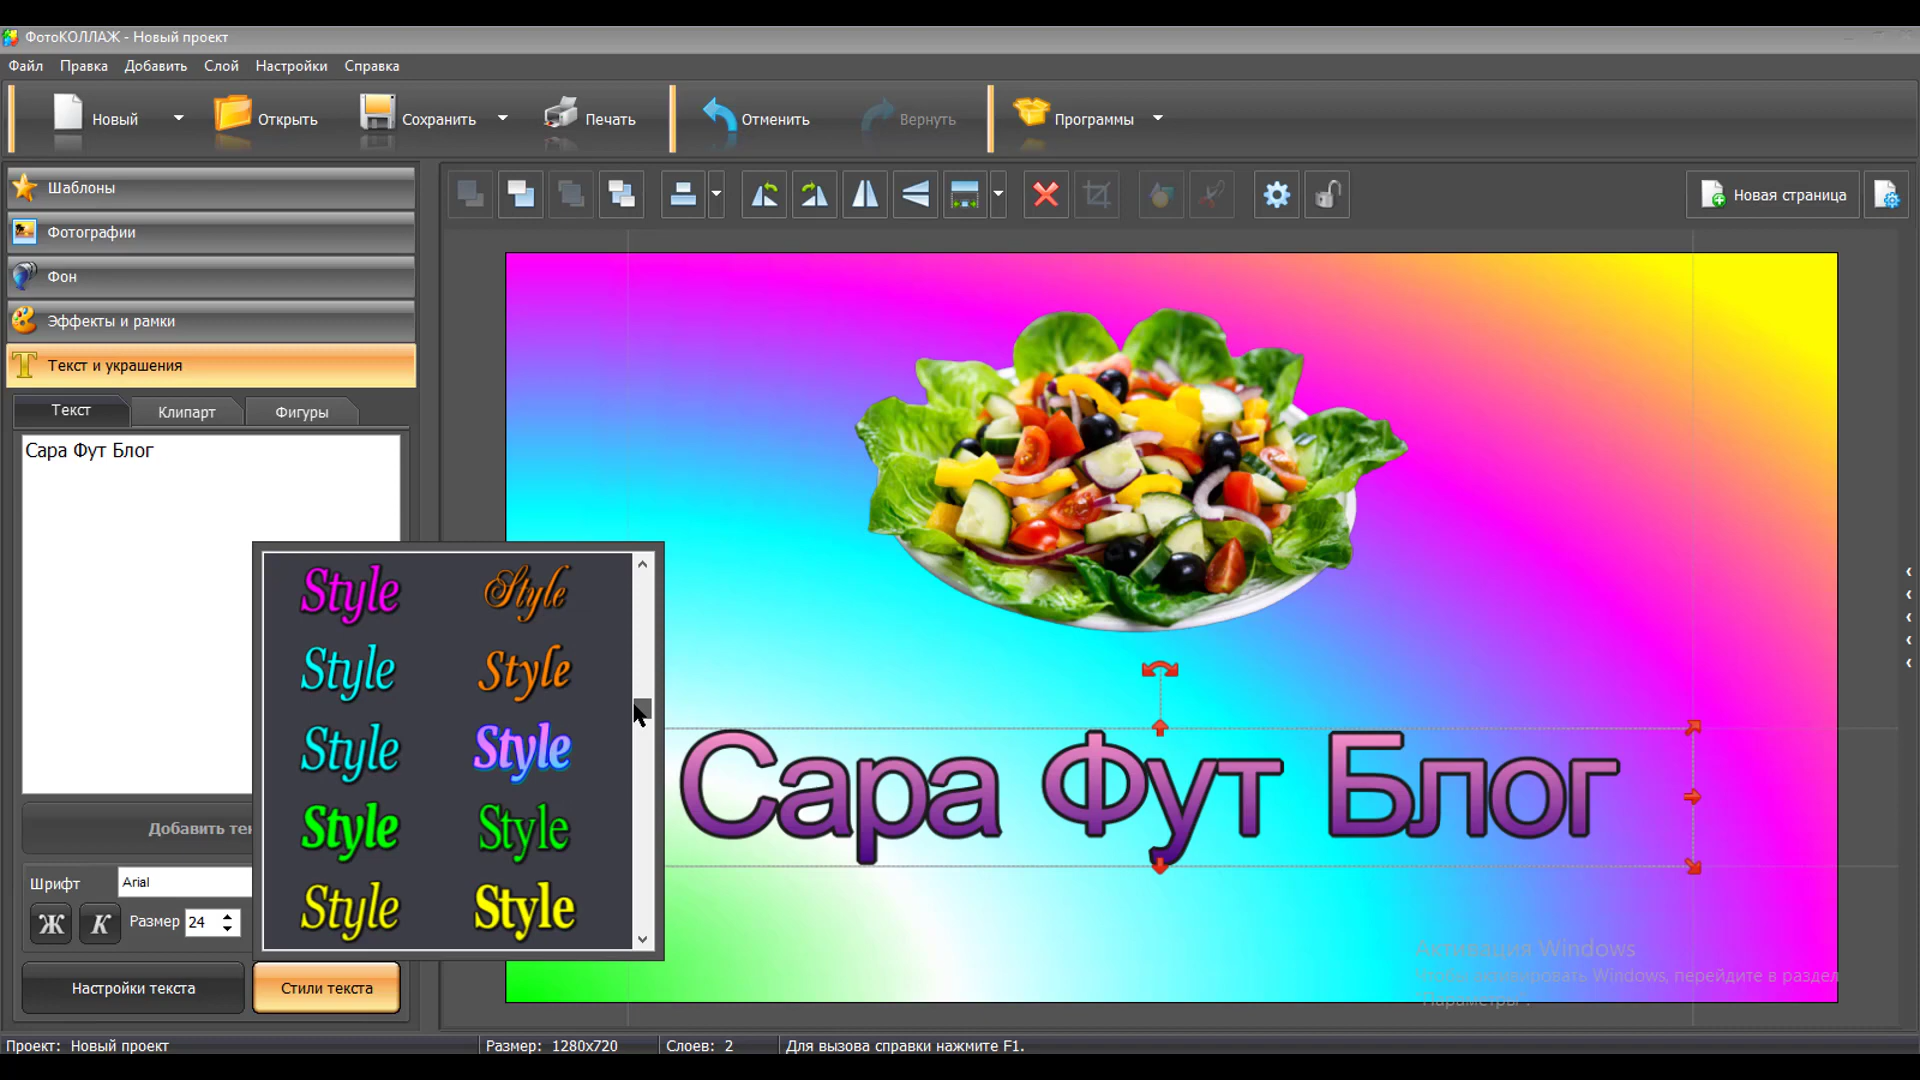 ФотоКОЛЛАЖ - Новый проект
Файл Правка Добавить Слой Настройки Справка
Новый Открыть Сохранить Печать Отменить Вернуть Программы
Шаблоны
Новая страница
Фотографии
Фон
Эффекты и рамки
Текст и украшения
Текст Клипарт Фигуры
Сара Фут Блог
Style Style
Style Style
Style Style
Style Style
Style Style
Сара Фут Блог
Добавить тек
Шрифт Arial
Ж К Размер 24
Настройки текста Стили текста
Активация Windows
Чтобы активировать Windows, перейдите в раздел
"Параметры".
Проект: Новый проект Размер: 1280x720 Слоев: 2 Для вызова справки нажмите F1.